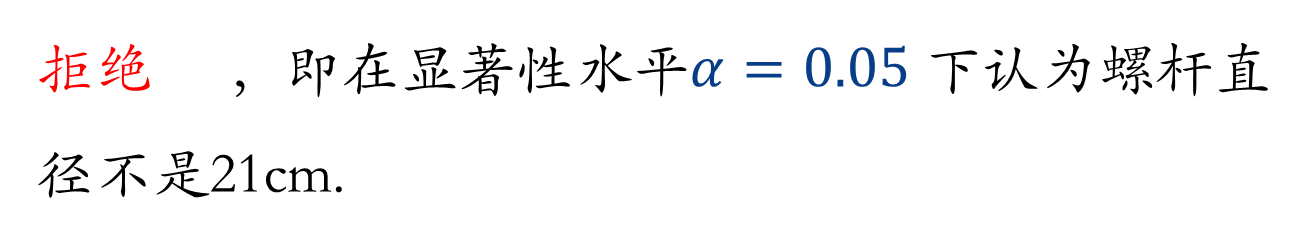 拒绝 ，即在显著性水平α = 0.05 下认为螺杆直
径不是21cm.